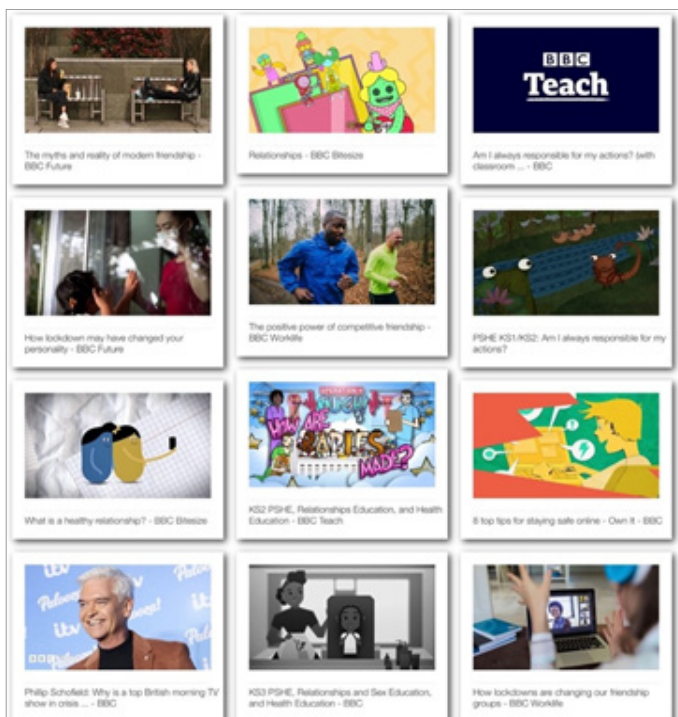 The myths and reality of modern friendship -
BBC Future
Relationships - BBC Bitesize
BBC
Teach
Am I always responsible for my actions? (with
classroom ... - BBC
How lockdown may have changed your
personality - BBC Future
The positive power of competitive friendship -
BBC Worklife
PSHE KS1/KS2: Am I always responsible for my
actions?
What is a healthy relationship? - BBC Bitesize
HOW ARE
BABIES
MADE?
KS2 PSHE, Relationships Education, and Health
Education - BBC Teach
8 top tips for staying safe online - Own It - BBC
itv
Palooza!
itv
BBC
Phillip Schofield: Why is a top British morning TV
show in crisis ... - BBC
KS3 PSHE, Relationships and Sex Education,
and Health Education - BBC
How lockdowns are changing our friendship
groups - BBC Worklife